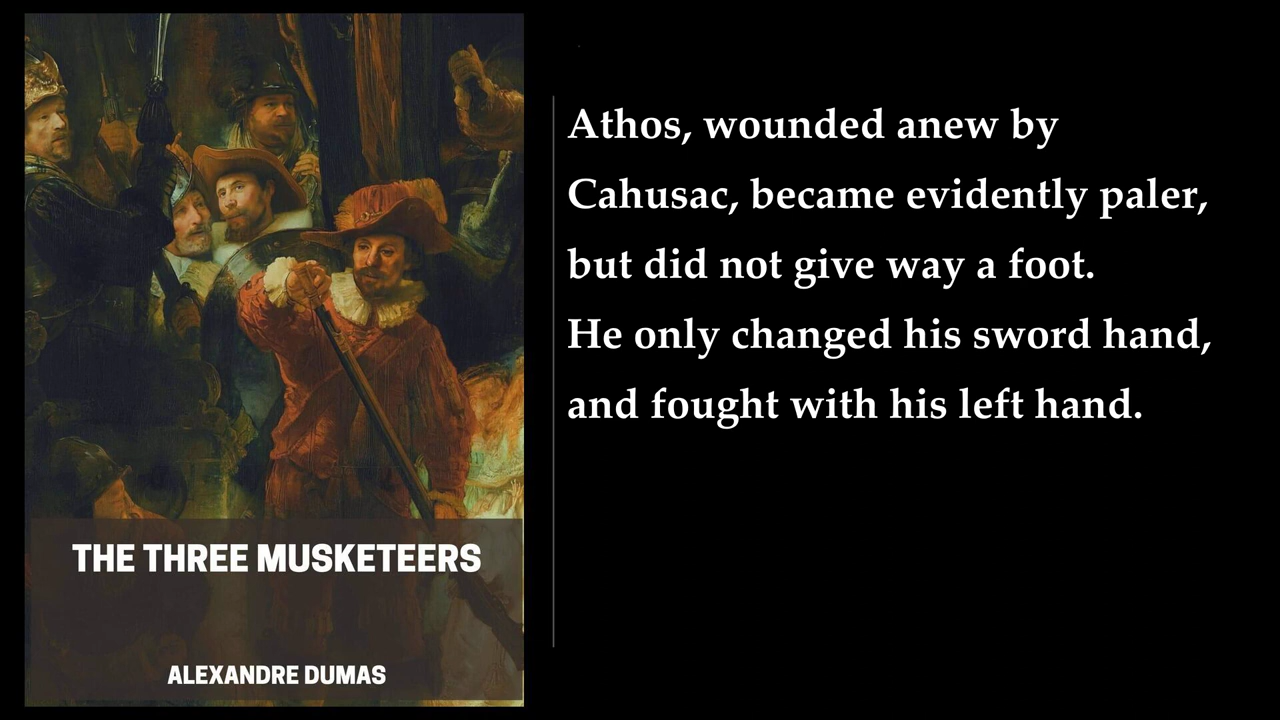 Athos, wounded anew by
Cahusac, became evidently paler,
but did not give way a foot.
He only changed his sword hand,
and fought with his left hand.
THE THREE MUSKETEERS
ALEXANDRE DUMAS